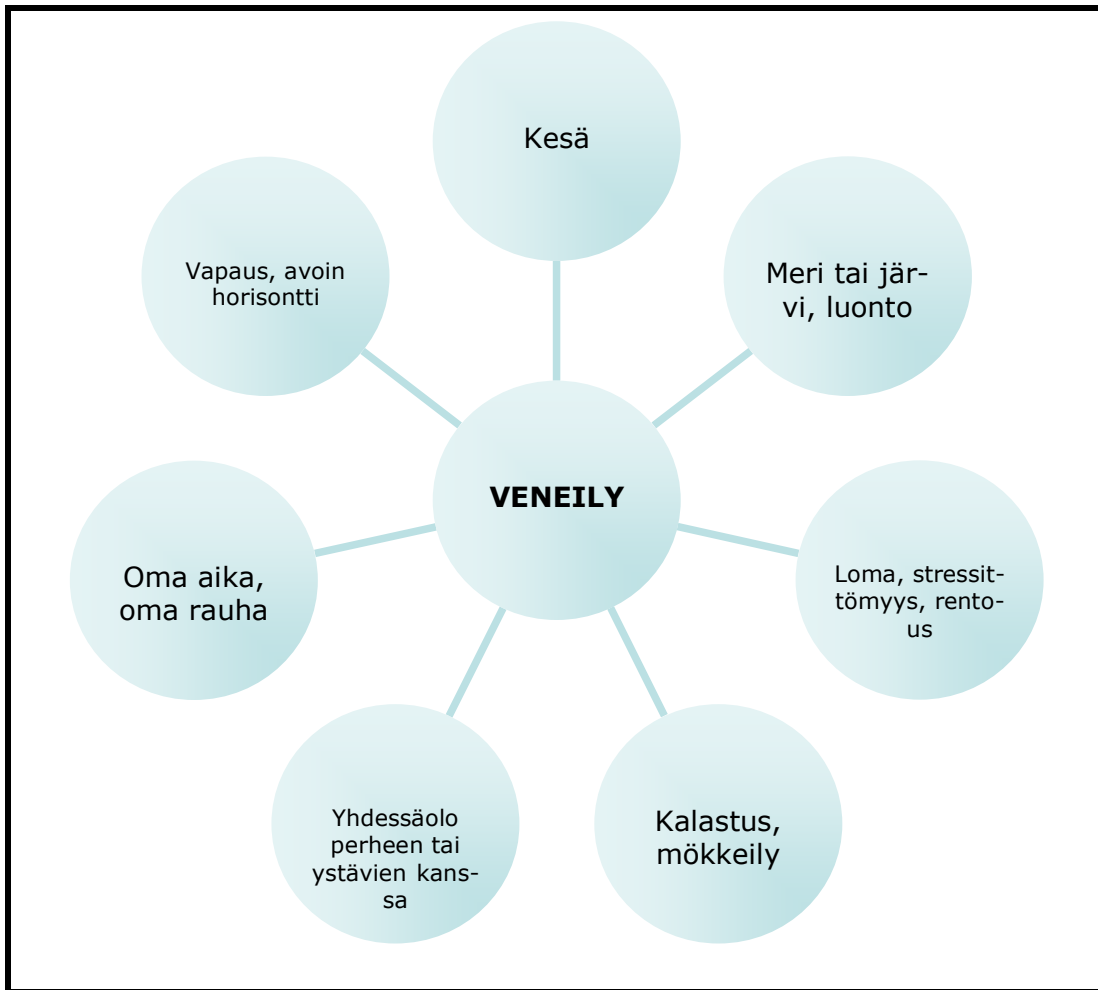 Kesä
Meri tai jär-
vi, luonto
Loma, stressit-
tömyys, rento-
us
Kalastus,
mökkeily
Yhdessäolo
perheen tai
ystävien kans-
sa
Oma aika,
oma rauha
Vapaus, avoin
horisontti
VENEILY